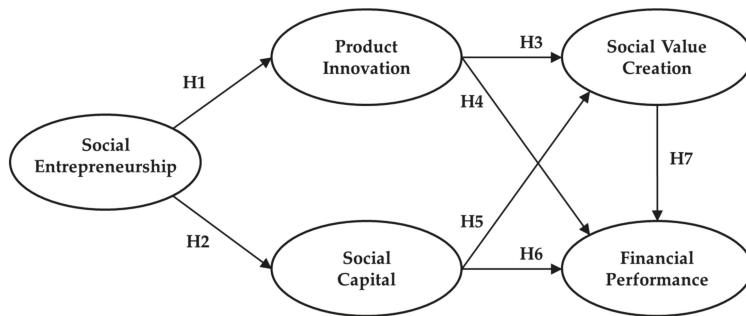 Product
Innovation
H3
Social Value
Creation
H1
H4
Social
Entrepreneurship
H7
H2
H5
Social
Capital
H6
Financial
Performance